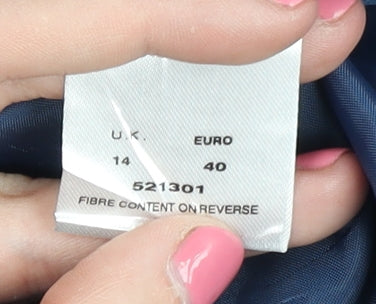 U.K. EURO
14 40
521301
FIBRE CONTENT ON REVERSE